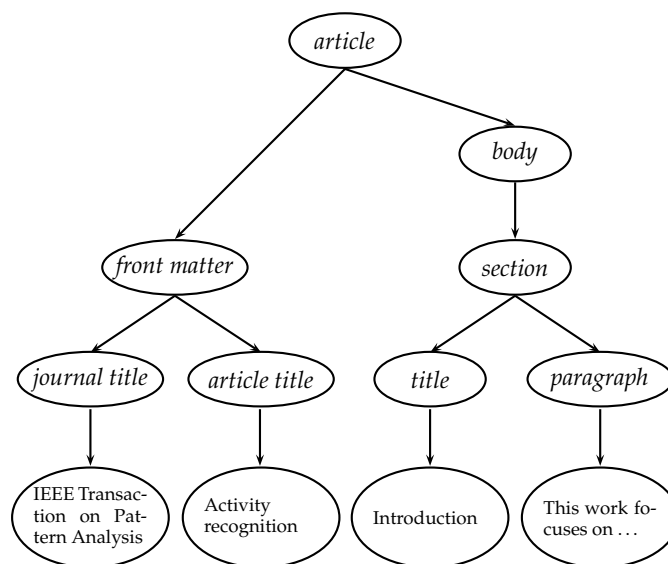 article
body
front matter
section
journal title
article title
title
paragraph
IEEE Transac-
tion on Pat-
tern Analysis
Activity
recognition
Introduction
This work fo-
cuses on ...